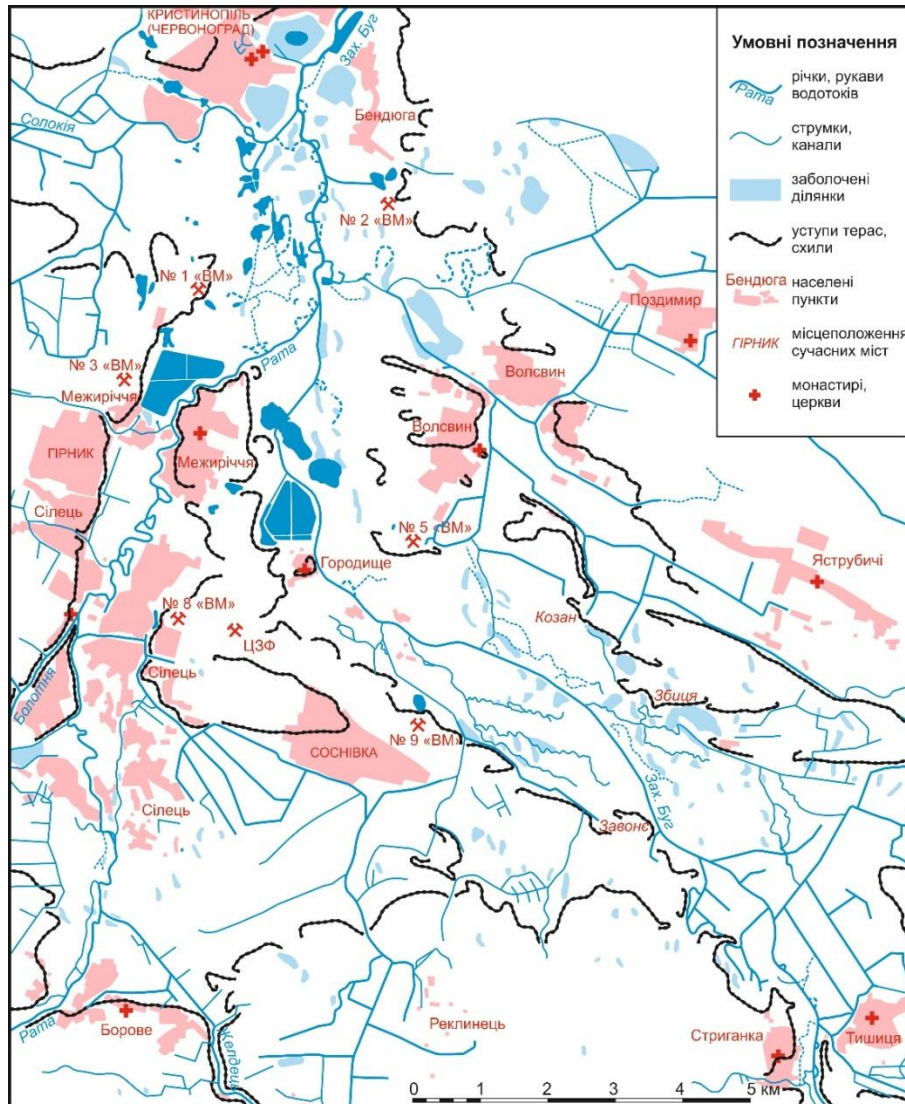 КРИСТИНОПІЛЬ
(ЧЕРВОНОГРАД)
Зах. Буг
Бендюга
Солокія
№ 2 «ВМ»
№ 1 «ВМ»
Поздимир
Рата
№ 3 «ВМ»
Межиріччя
Волсвин
Волсвин
ГІРНИК
Межиріччя
Сілець
№ 5 «ВМ»
Городище
Яструбичі
Козан
№ 8 «ВМ»
ЦЗФ
Болотня
Сілець
Збиця
№ 9 «ВМ»
СОСНІВКА
Зах. Буг
Сілець
Завонє
Рата
Борове
Желдець
Реклинець
Стриганка
Тишиця
0 1 2 3 4 5 км
Умовні позначення
Рата
річки, рукави
водотоків
струмки,
канали
заболочені
ділянки
уступи терас,
схили
Бендюга
населені
пункти
ГІРНИК
місцеположення
сучасних міст
монастирі,
церкви